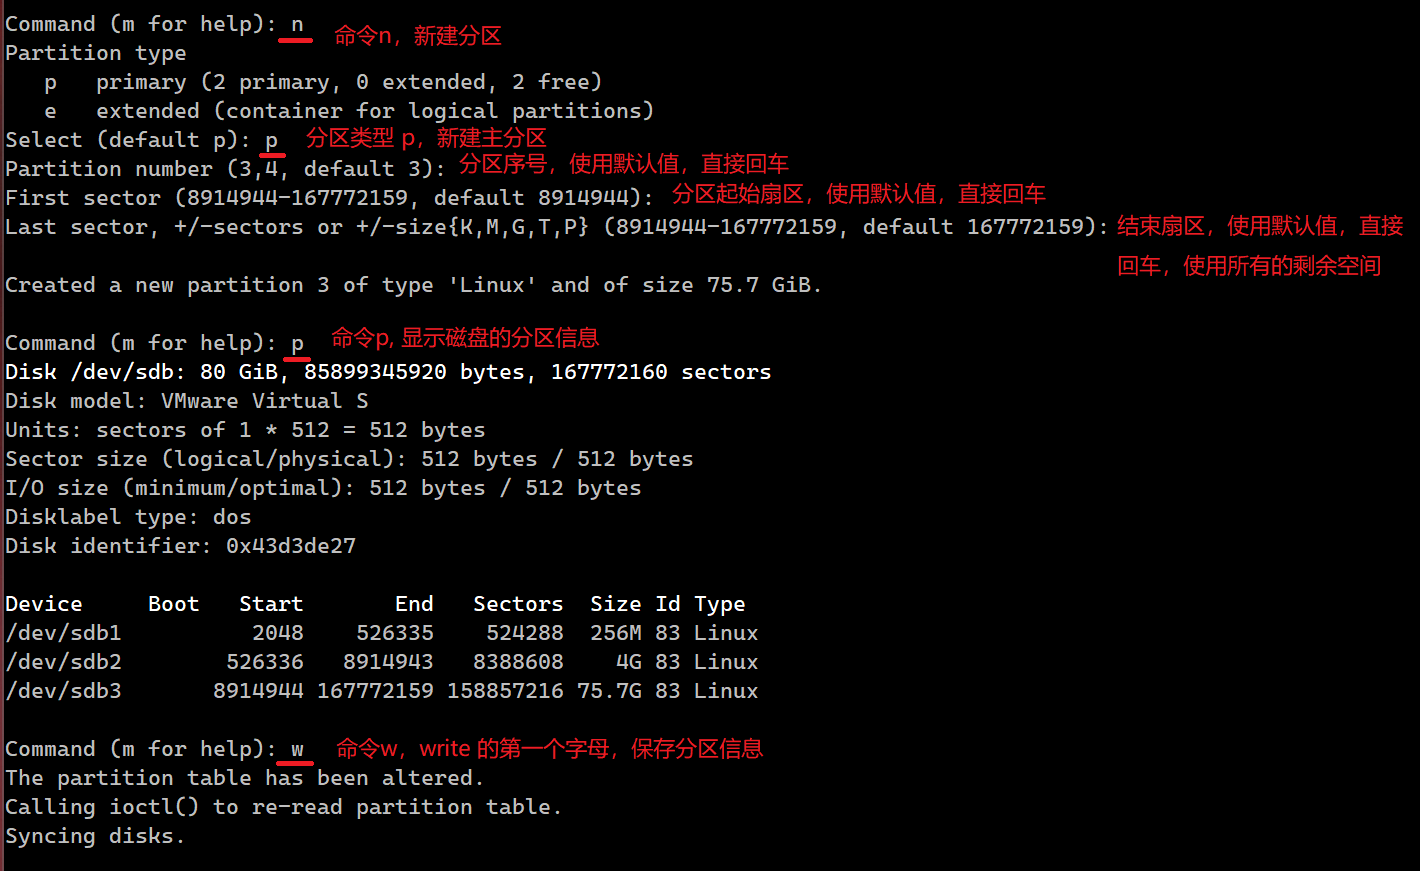 Command (m for help): n 命令n，新建分区
Partition type
   p   primary (2 primary, 0 extended, 2 free)
   e   extended (container for logical partitions)
Select (default p): p 分区类型 p，新建主分区
Partition number (3,4, default 3): 分区序号，使用默认值，直接回车
First sector (8914944-167772159, default 8914944): 分区起始扇区，使用默认值，直接回车
Last sector, +/-sectors or +/-size{K,M,G,T,P} (8914944-167772159, default 167772159): 结束扇区，使用默认值，直接
回车，使用所有的剩余空间
Created a new partition 3 of type 'Linux' and of size 75.7 GiB.
Command (m for help): p 命令p, 显示磁盘的分区信息
Disk /dev/sdb: 80 GiB, 85899345920 bytes, 167772160 sectors
Disk model: VMware Virtual S
Units: sectors of 1 * 512 = 512 bytes
Sector size (logical/physical): 512 bytes / 512 bytes
I/O size (minimum/optimal): 512 bytes / 512 bytes
Disklabel type: dos
Disk identifier: 0x43d3de27
Device     Boot   Start       End   Sectors  Size Id Type
/dev/sdb1          2048    526335    524288  256M 83 Linux
/dev/sdb2        526336   8914943   8388608    4G 83 Linux
/dev/sdb3       8914944 167772159 158857216 75.7G 83 Linux
Command (m for help): w 命令w，write 的第一个字母，保存分区信息
The partition table has been altered.
Calling ioctl() to re-read partition table.
Syncing disks.